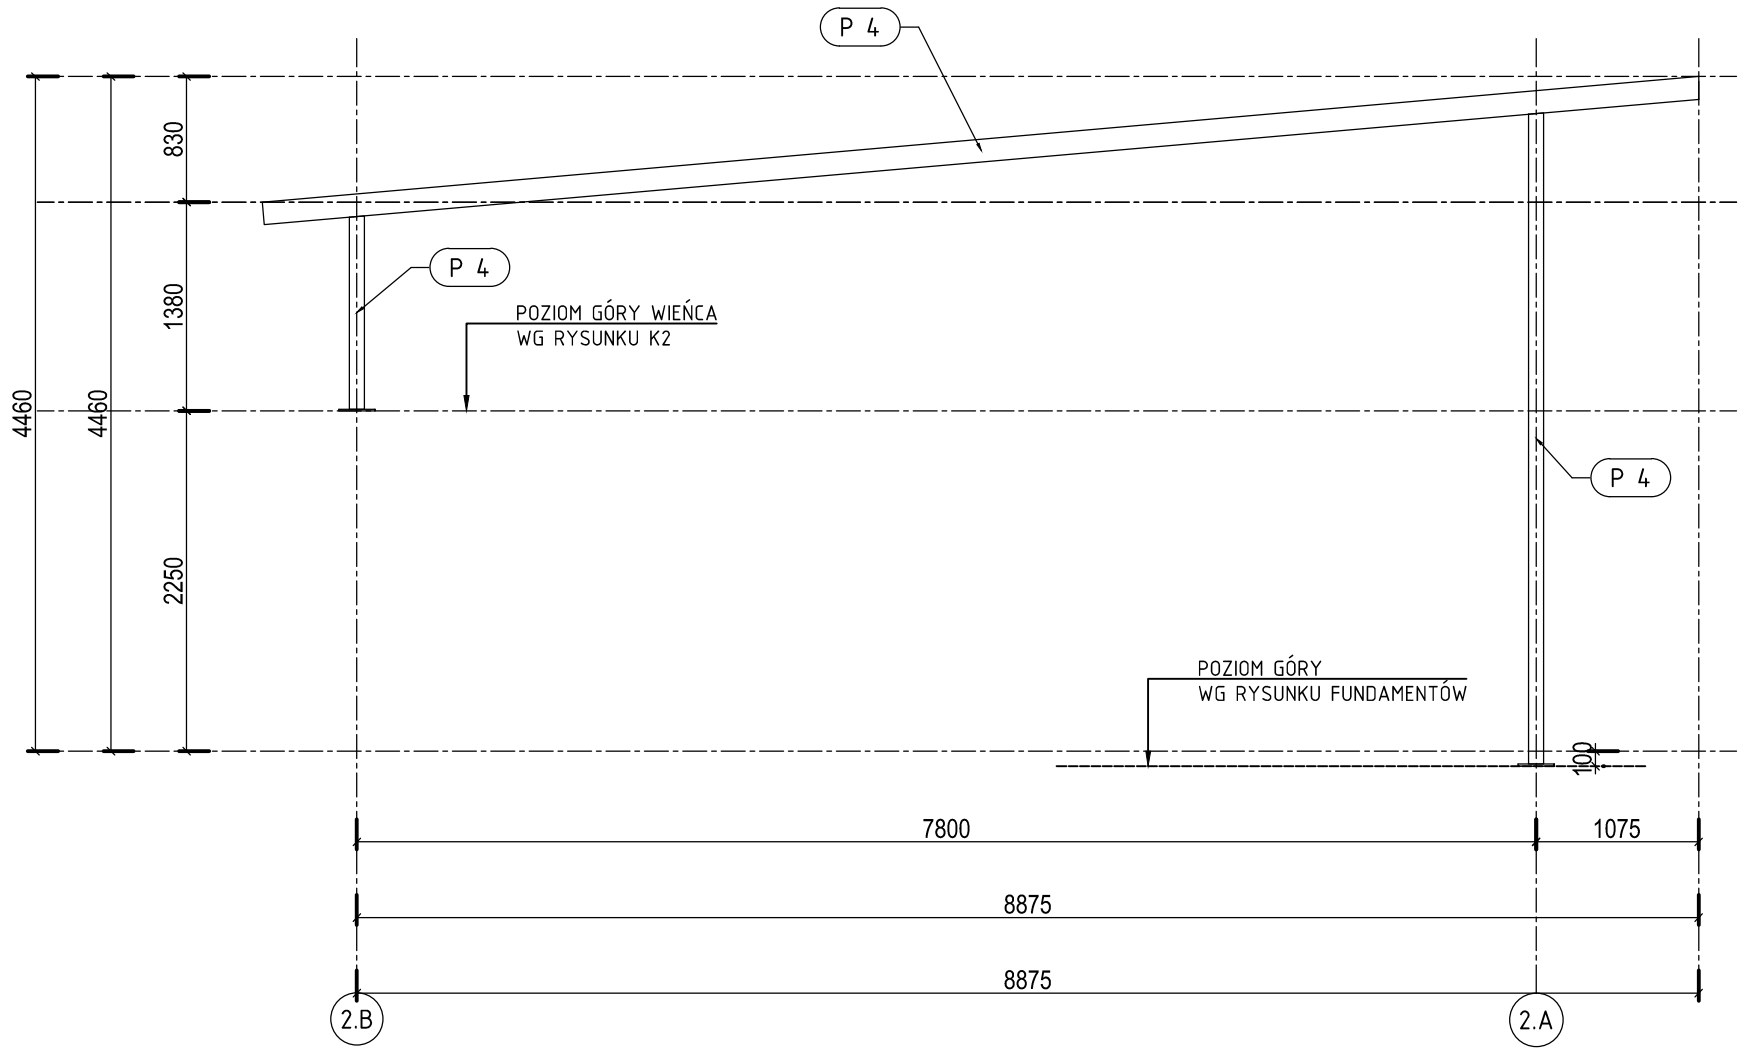 P 4
830
P 4
1380
POZIOM GÓRY WIEŃCA
WG RYSUNKU K2
4460
4460
P 4
2250
POZIOM GÓRY
WG RYSUNKU FUNDAMENTÓW
100
7800
1075
8875
8875
2.B
2.A